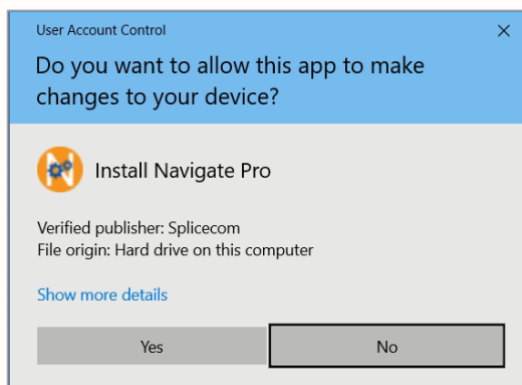 User Account Control
Do you want to allow this app to make
changes to your device?
Install Navigate Pro
Verified publisher: Splicecom
File origin: Hard drive on this computer
Show more details
Yes
No